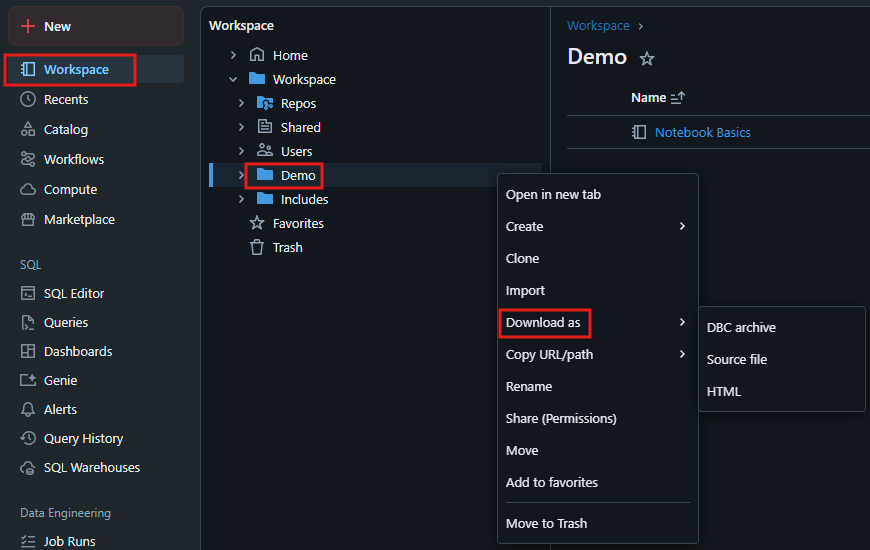 New
Workspace
Recents
Catalog
Workflows
Compute
Marketplace
SQL
SQL Editor
Queries
Dashboards
Genie
Alerts
Query History
SQL Warehouses
Data Engineering
Job Runs
Workspace
Home
Workspace
Repos
Shared
Users
Demo
Includes
Favorites
Trash
Workspace
Demo
Name
Notebook Basics
Open in new tab
Create
Clone
Import
Download as
Copy URL/path
Rename
Share (Permissions)
Move
Add to favorites
Move to Trash
DBC archive
Source file
HTML